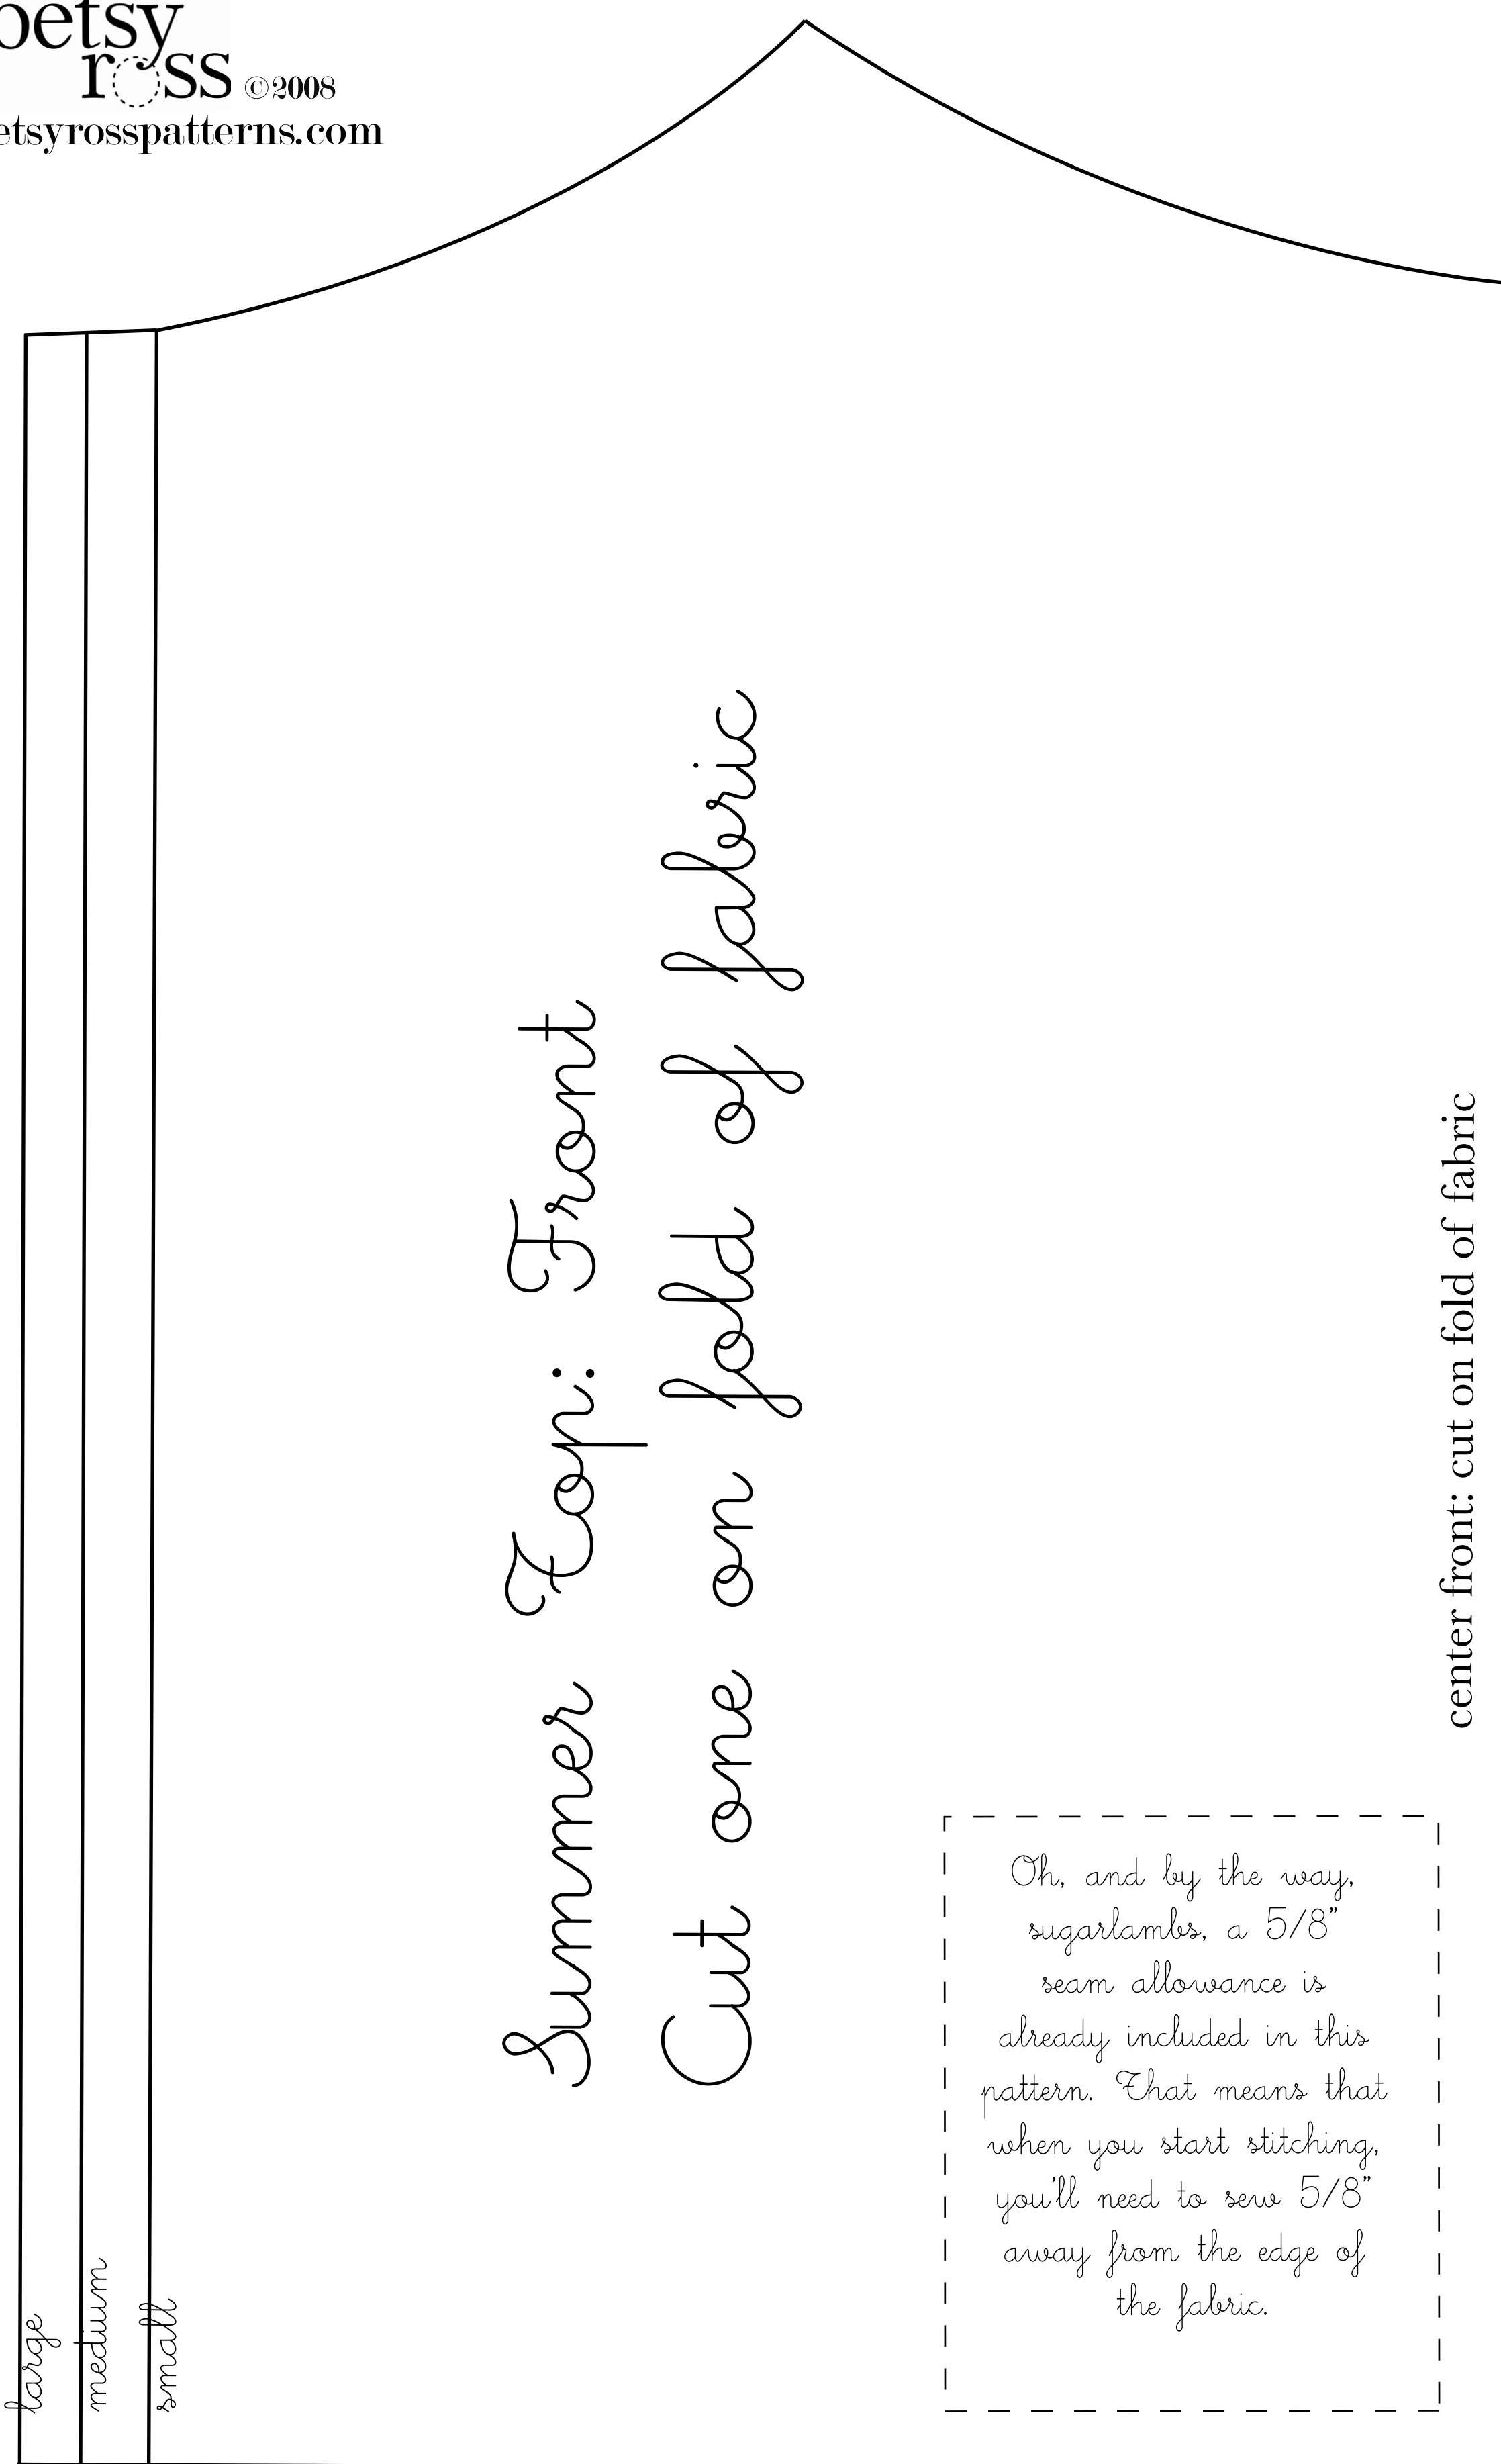 betsy
ross ©2008
etsyrosspatterns.com
Summer Top: Front
Cut one on fold of fabric
center front: cut on fold of fabric
Oh, and by the way,
sugarlambs, a 5/8"
seam allowance is
already included in this
pattern. That means that
when you start stitching,
you'll need to sew 5/8"
away from the edge of
the fabric.
large
medium
small